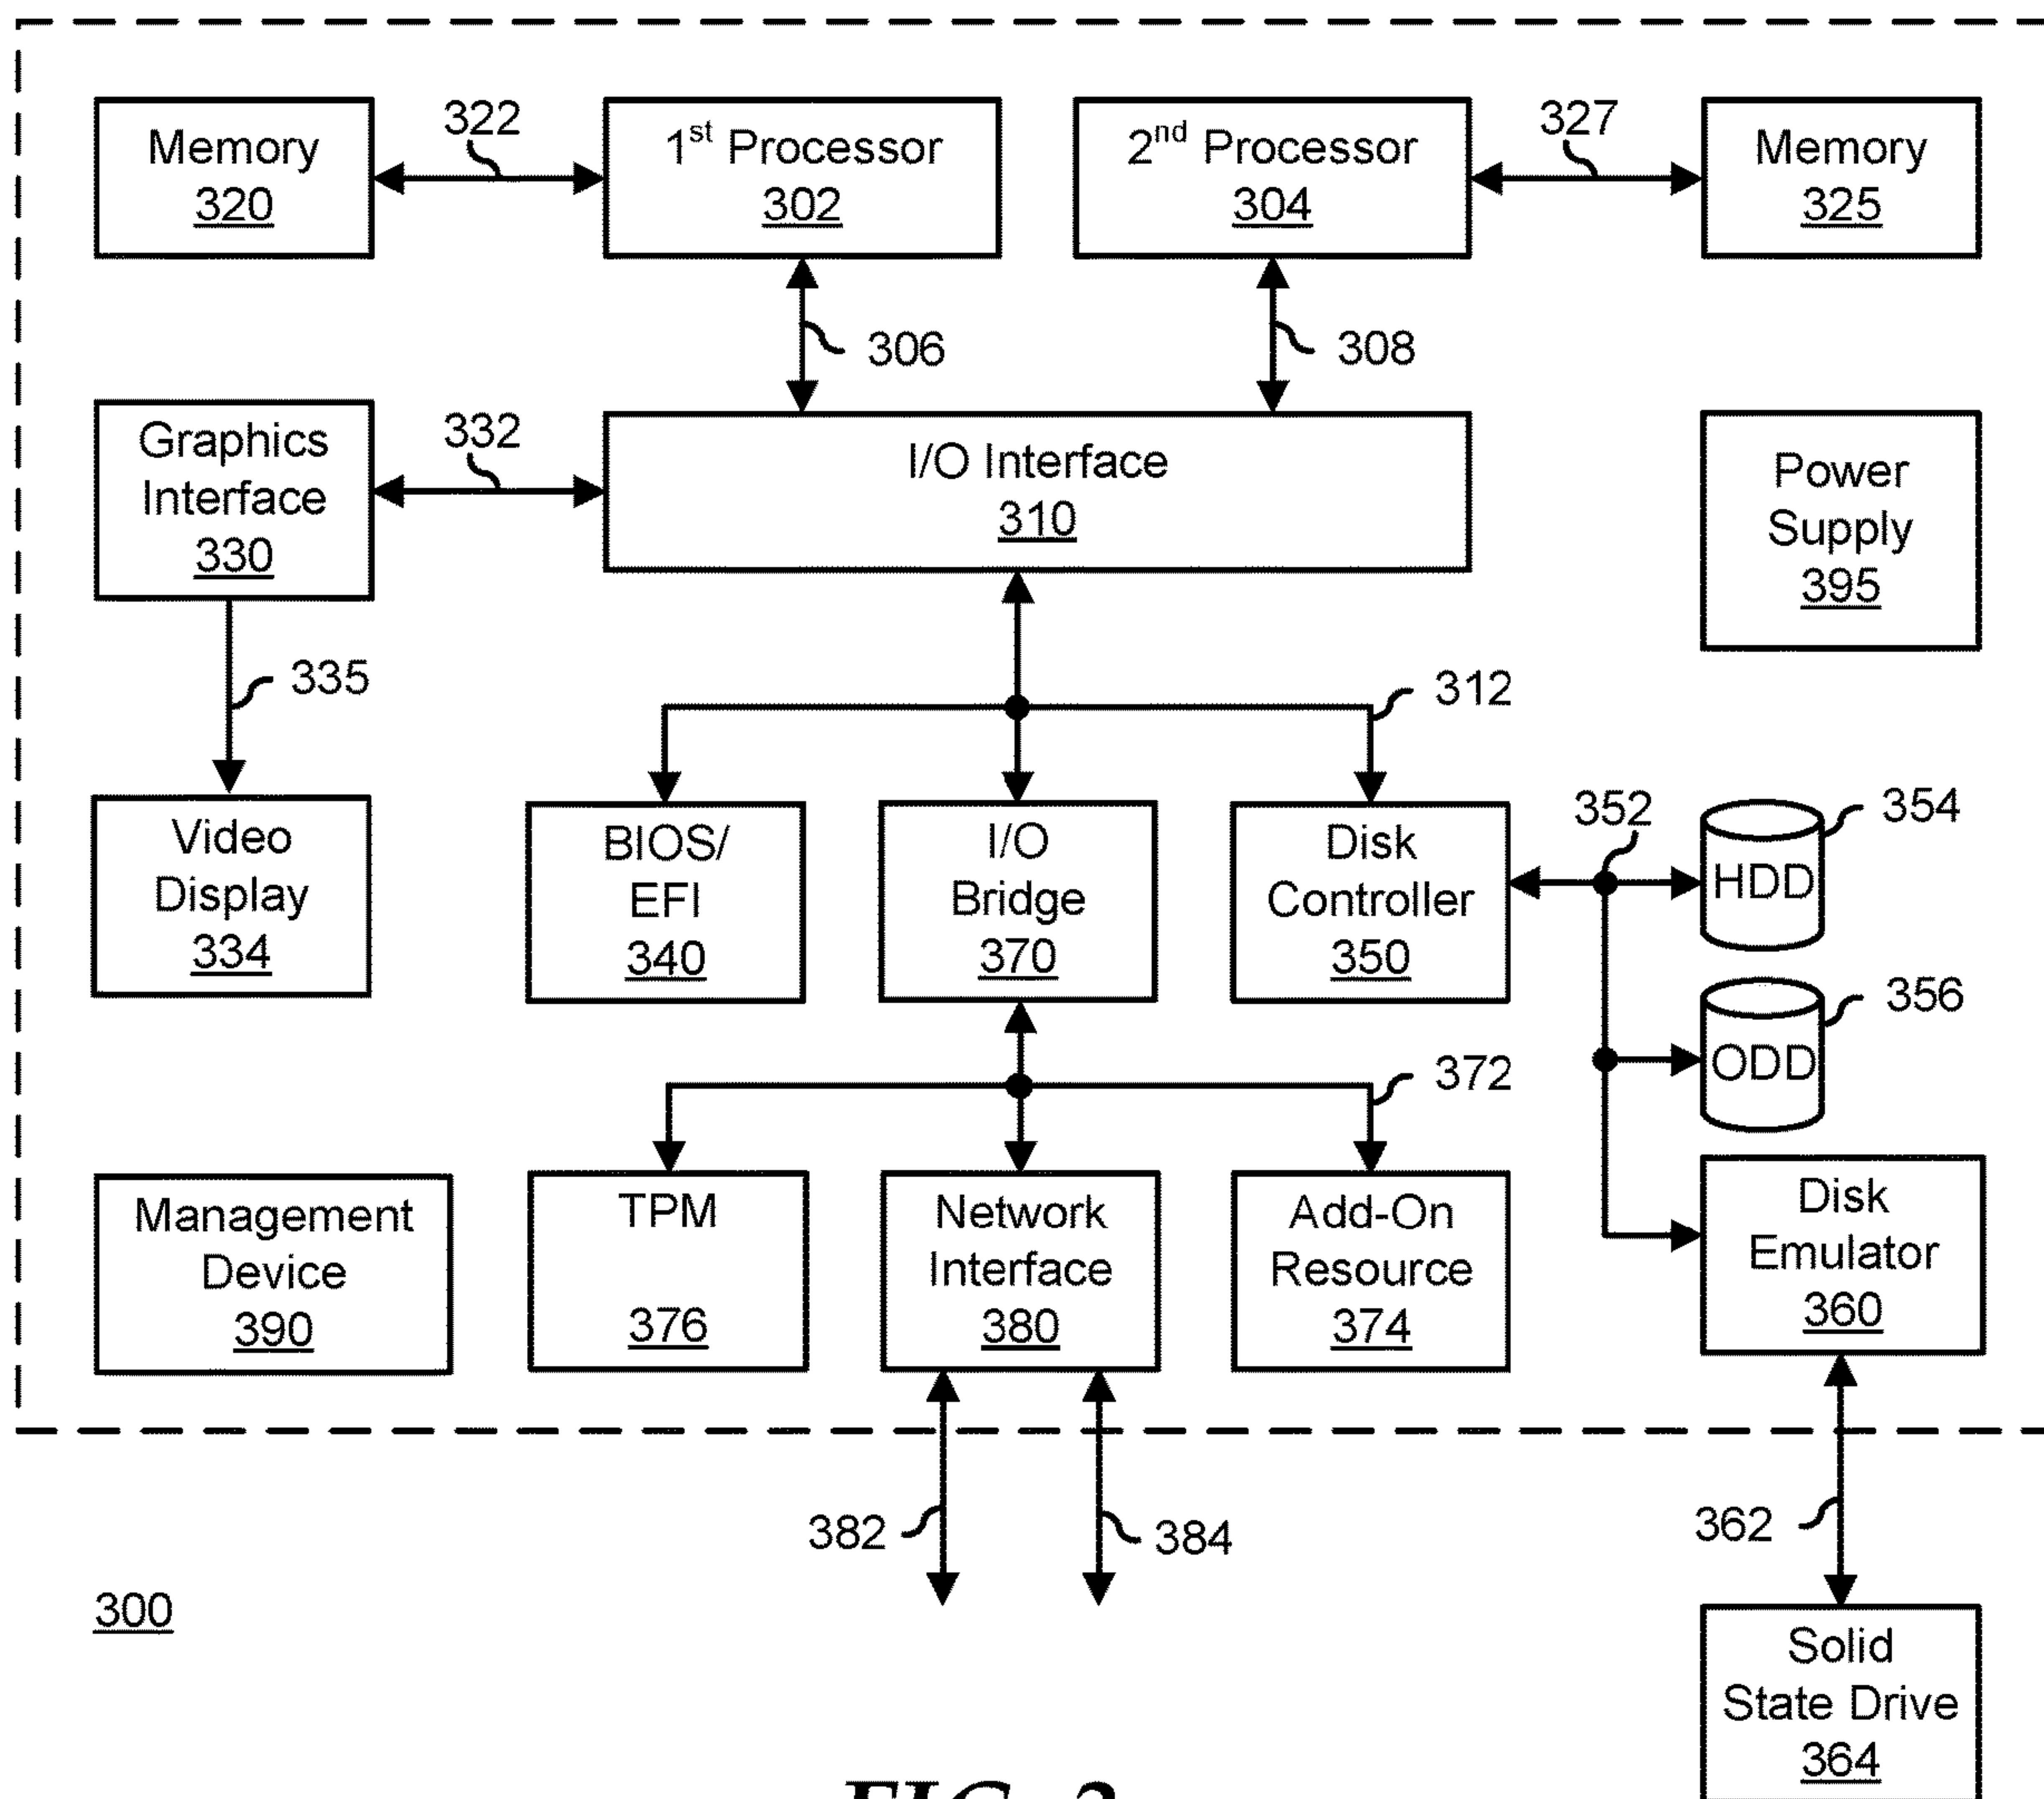 Memory
320
322
1st Processor
302
2nd Processor
304
327
Memory
325
306
308
Graphics
Interface
330
332
I/O Interface
310
Power
Supply
395
335
312
Video
Display
334
BIOS/
EFI
340
I/O
Bridge
370
Disk
Controller
350
352
354
HDD
356
ODD
372
Management
Device
390
TPM
376
Network
Interface
380
Add-On
Resource
374
Disk
Emulator
360
382
384
362
300
Solid
State Drive
364